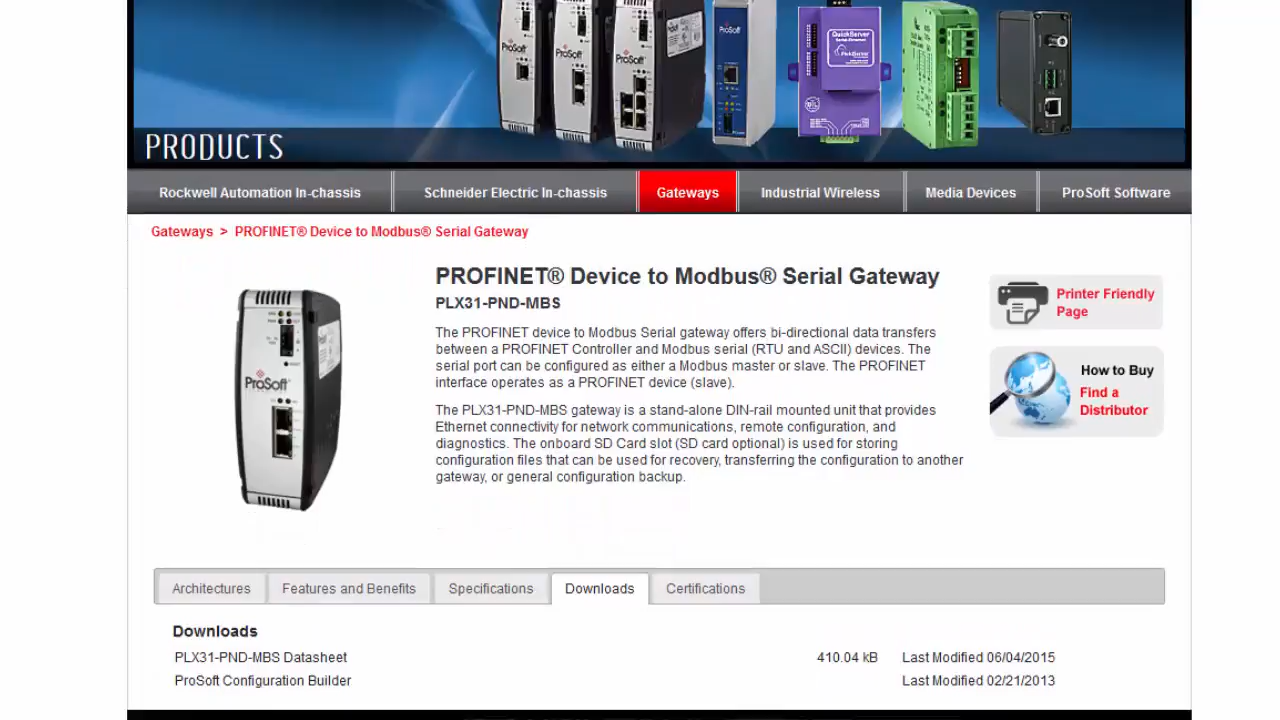 ProSoft
ProSoft
ProSoft
ProSoft
ProSoft
QuickServer
FieldServer
PRODUCTS
Rockwell Automation In-chassis
Schneider Electric In-chassis
Gateways
Industrial Wireless
Media Devices
ProSoft Software
Gateways > PROFINET® Device to Modbus® Serial Gateway
PROFINET® Device to Modbus® Serial Gateway
PLX31-PND-MBS
The PROFINET device to Modbus Serial gateway offers bi-directional data transfers
between a PROFINET Controller and Modbus serial (RTU and ASCII) devices. The
serial port can be configured as either a Modbus master or slave. The PROFINET
interface operates as a PROFINET device (slave).
The PLX31-PND-MBS gateway is a stand-alone DIN-rail mounted unit that provides
Ethernet connectivity for network communications, remote configuration, and
diagnostics. The onboard SD Card slot (SD card optional) is used for storing
configuration files that can be used for recovery, transferring the configuration to another
gateway, or general configuration backup.
ProSoft
Printer Friendly
Page
How to Buy
Find a
Distributor
Architectures
Features and Benefits
Specifications
Downloads
Certifications
Downloads
PLX31-PND-MBS Datasheet 410.04 kB Last Modified 06/04/2015
ProSoft Configuration Builder Last Modified 02/21/2013